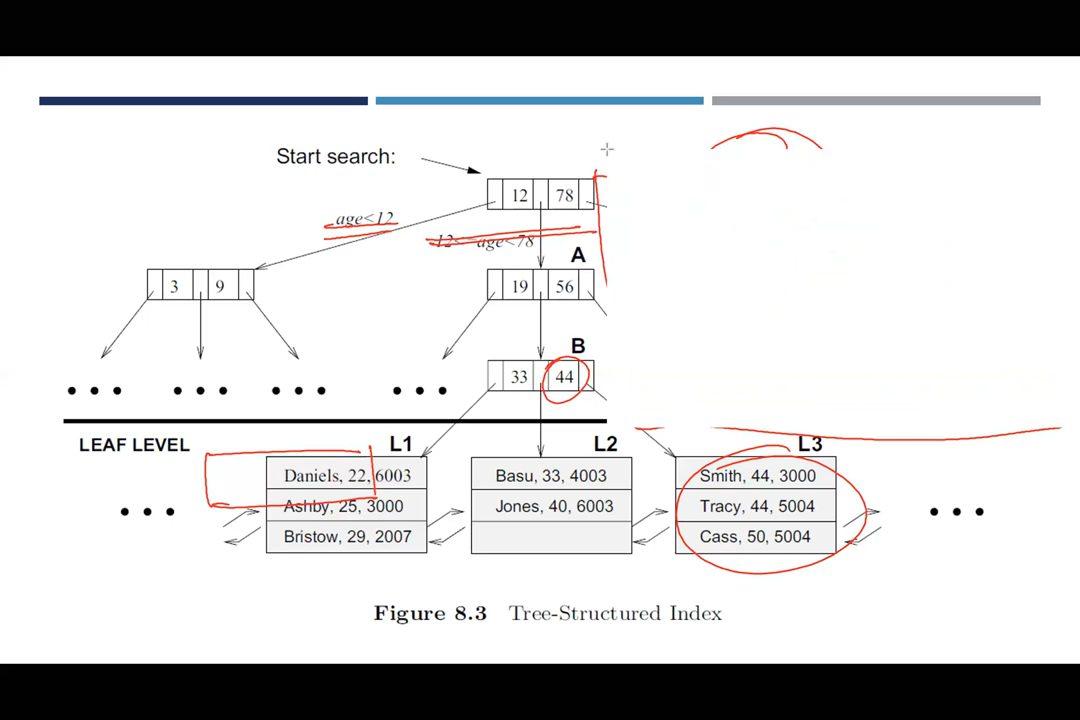 Start search:
12 78
age<12
12<=age<78
A
3 9
19 56
B
33 44
LEAF LEVEL
L1
L2
L3
Daniels, 22, 6003
Basu, 33, 4003
Smith, 44, 3000
Ashby, 25, 3000
Jones, 40, 6003
Tracy, 44, 5004
Bristow, 29, 2007
Cass, 50, 5004
Figure 8.3 Tree-Structured Index